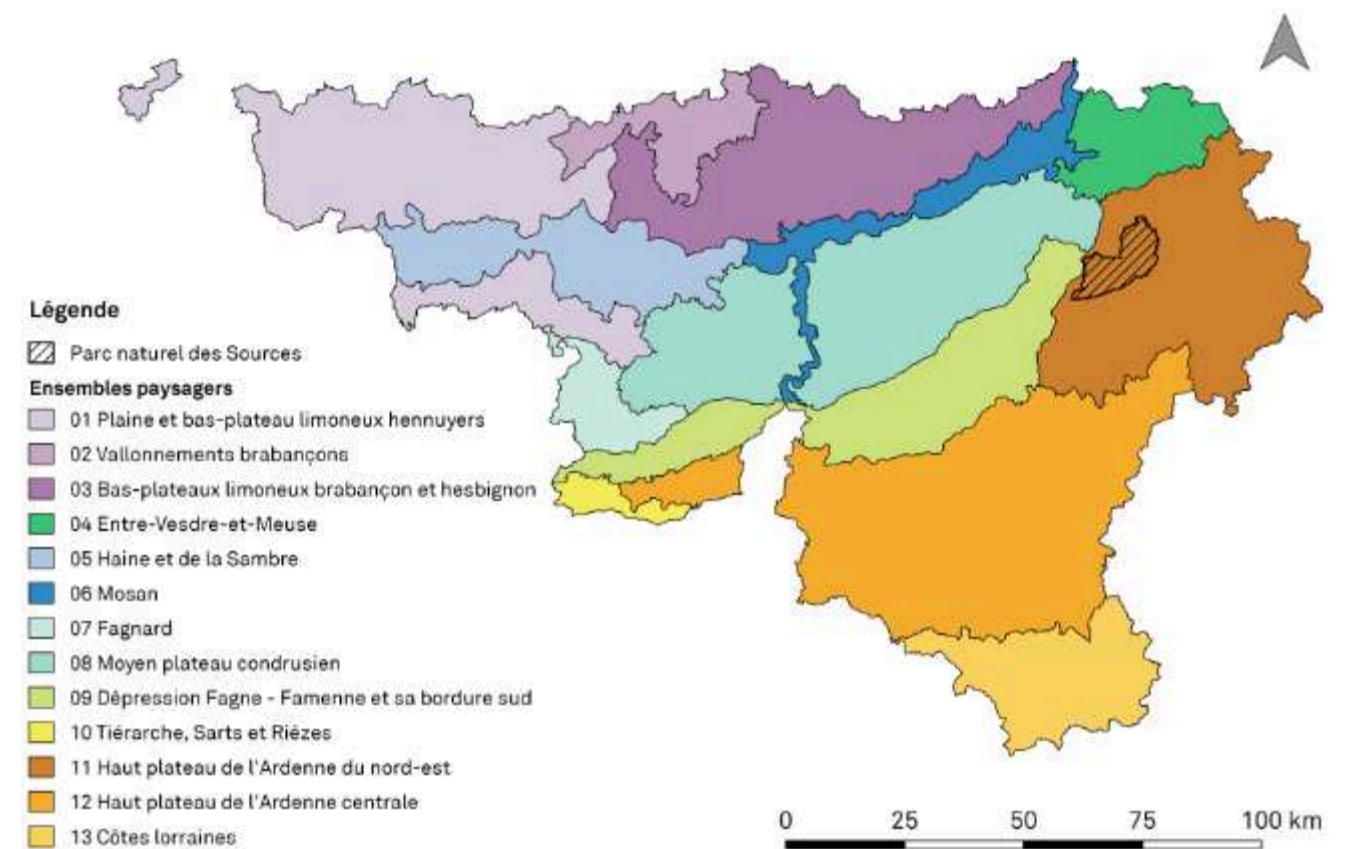 Légende
Parc naturel des Sources
Ensembles paysagers
01 Plaine et bas-plateau limoneux hennuyers
02 Vallonnements brabançons
03 Bas-plateaux limoneux brabançon et hesbignon
04 Entre-Vesdre-et-Meuse
05 Haine et de la Sambre
06 Mosan
07 Fagnard
08 Moyen plateau condrusien
09 Dépression Fagne - Famenne et sa bordure sud
10 Tiérarche, Sarts et Rièzes
11 Haut plateau de l'Ardenne du nord-est
12 Haut plateau de l'Ardenne centrale
13 Côtes lorraines
0 25 50 75 100 km